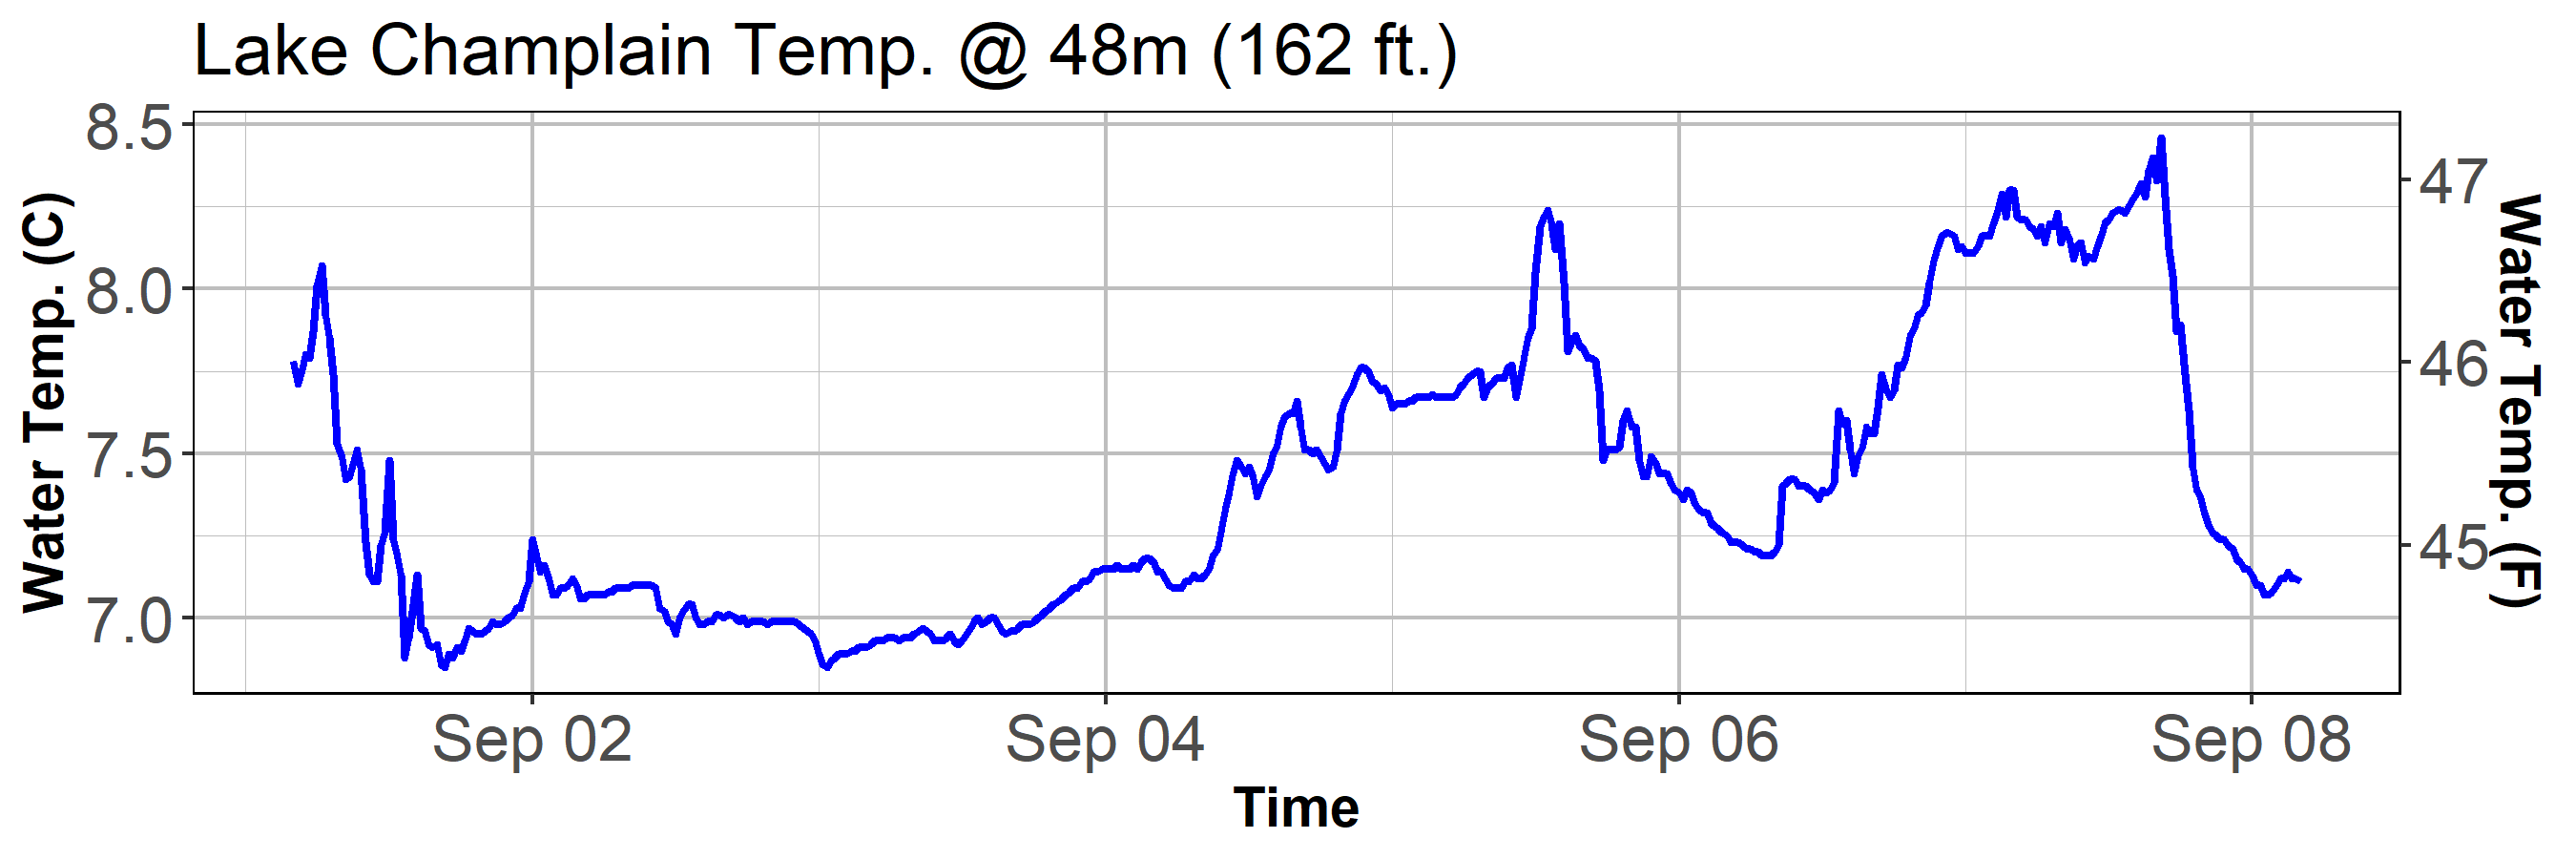 Lake Champlain Temp. @ 48m (162 ft.)
Water Temp. (C)
8.5
8.0
7.5
7.0
47
46
45
Water Temp. (F)
Sep 02 Sep 04 Sep 06 Sep 08
Time